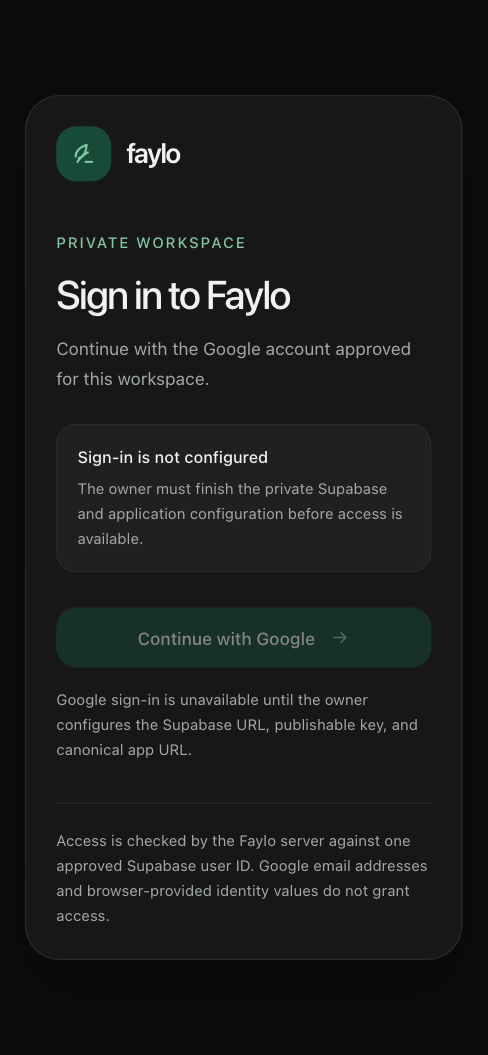 faylo
PRIVATE WORKSPACE
Sign in to Faylo
Continue with the Google account approved
for this workspace.
Sign-in is not configured
The owner must finish the private Supabase
and application configuration before access is
available.
Continue with Google →
Google sign-in is unavailable until the owner
configures the Supabase URL, publishable key, and
canonical app URL.
Access is checked by the Faylo server against one
approved Supabase user ID. Google email addresses
and browser-provided identity values do not grant
access.